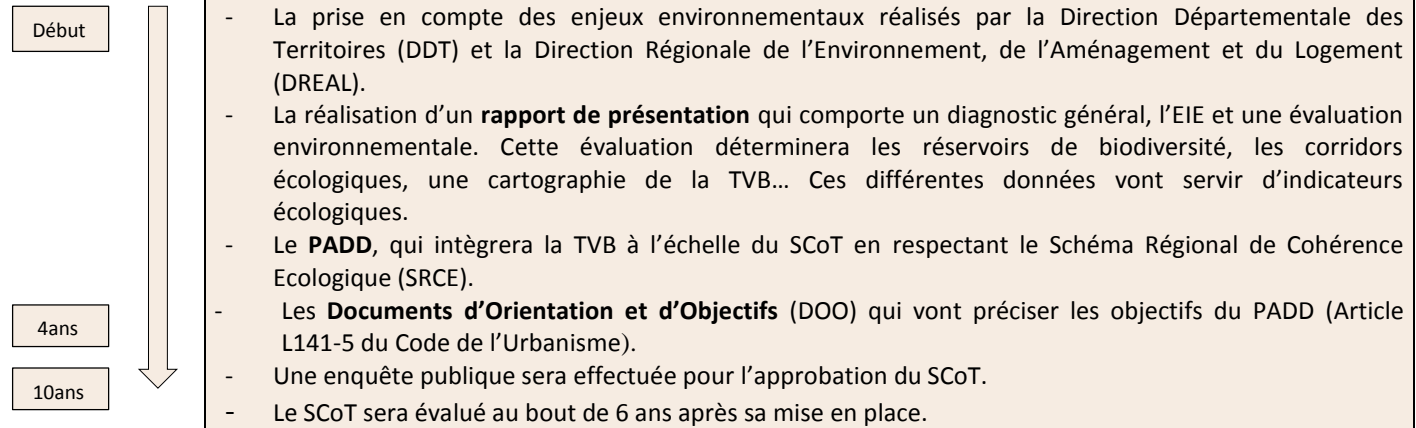 Début
- La prise en compte des enjeux environnementaux réalisés par la Direction Départementale des
Territoires (DDT) et la Direction Régionale de l'Environnement, de l'Aménagement et du Logement
(DREAL).
- La réalisation d'un rapport de présentation qui comporte un diagnostic général, l'EIE et une évaluation
environnementale. Cette évaluation déterminera les réservoirs de biodiversité, les corridors
écologiques, une cartographie de la TVB… Ces différentes données vont servir d'indicateurs
écologiques.
- Le PADD, qui intègrera la TVB à l'échelle du SCoT en respectant le Schéma Régional de Cohérence
Ecologique (SRCE).
4ans
- Les Documents d'Orientation et d'Objectifs (DOO) qui vont préciser les objectifs du PADD (Article
L141-5 du Code de l'Urbanisme).
10ans
- Une enquête publique sera effectuée pour l'approbation du SCoT.
- Le SCoT sera évalué au bout de 6 ans après sa mise en place.